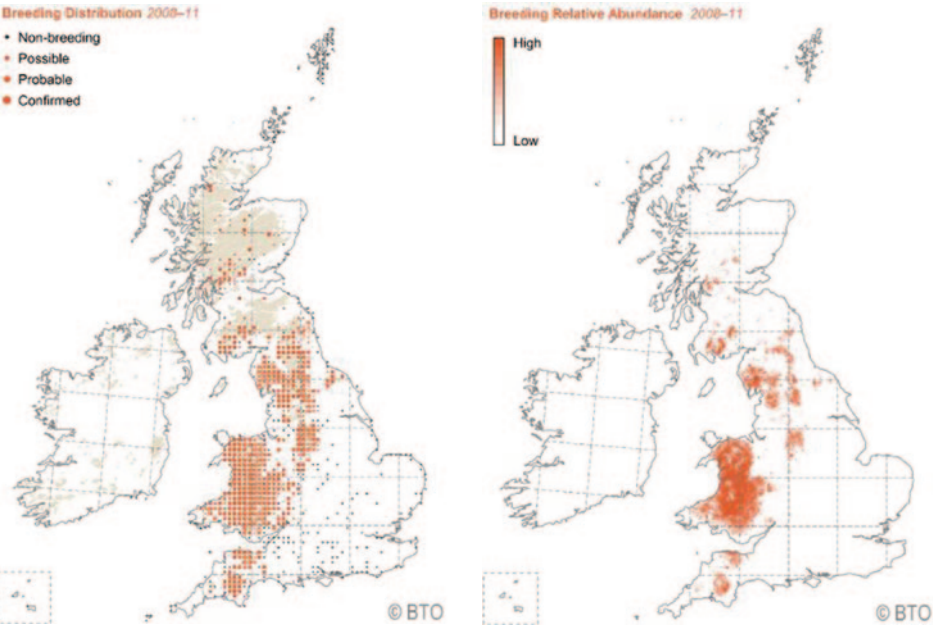 Breeding Distribution 2008–11
Non-breeding
Possible
Probable
Confirmed
© BTO
Breeding Relative Abundance 2008–11
High
Low
© BTO